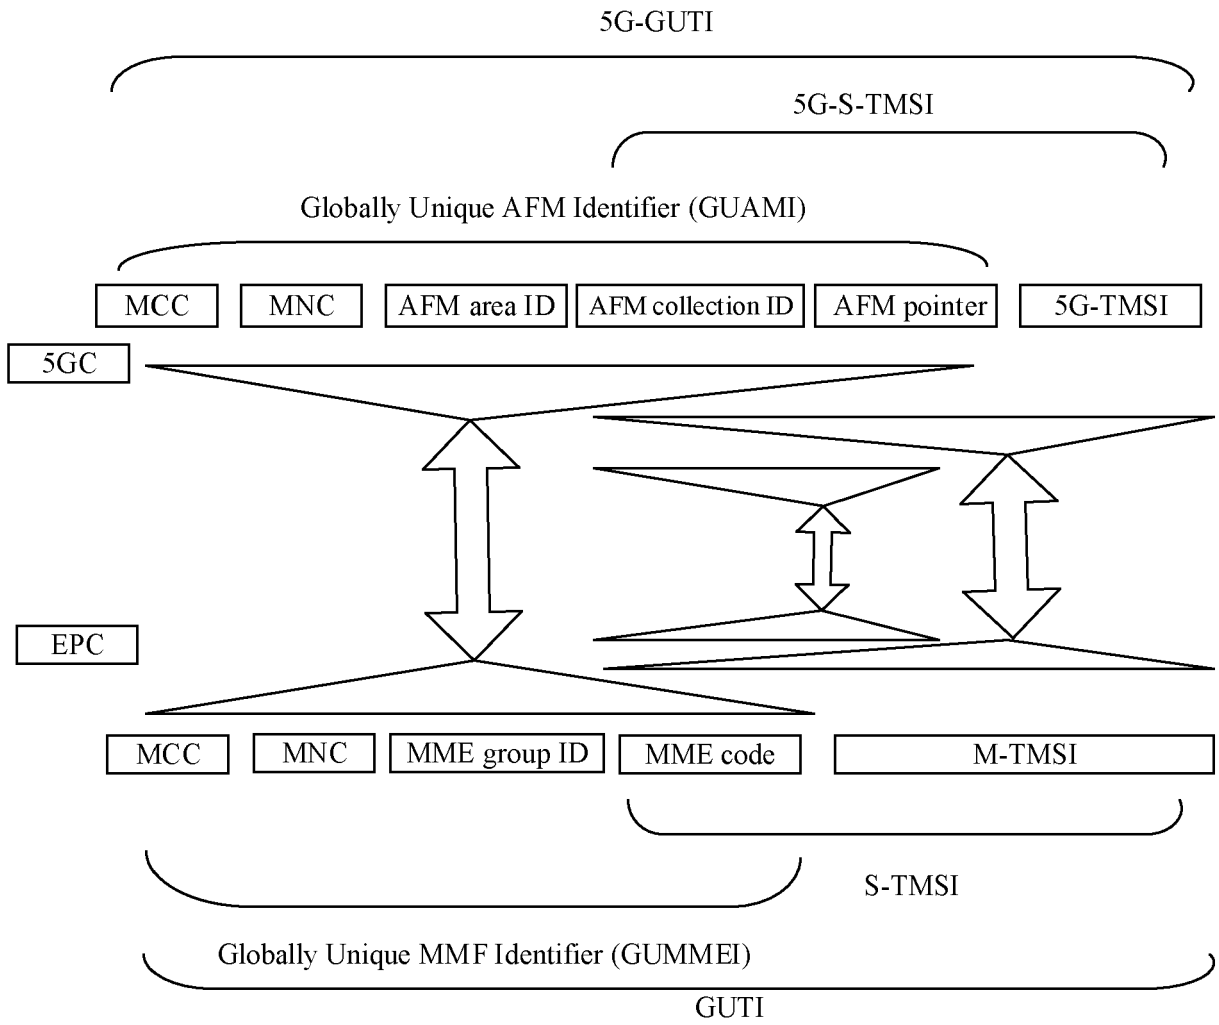 5G-GUTI
5G-S-TMSI
Globally Unique AFM Identifier (GUAMI)
MCC MNC AFM area ID AFM collection ID AFM pointer 5G-TMSI
5GC
EPC
MCC MNC MME group ID MME code M-TMSI
S-TMSI
Globally Unique MMF Identifier (GUMMEI)
GUTI